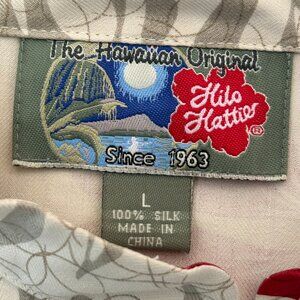 The Hawaiian Original
Hilo
Hattie®
Since 1963
L
100% SILK
MADE IN
CHINA